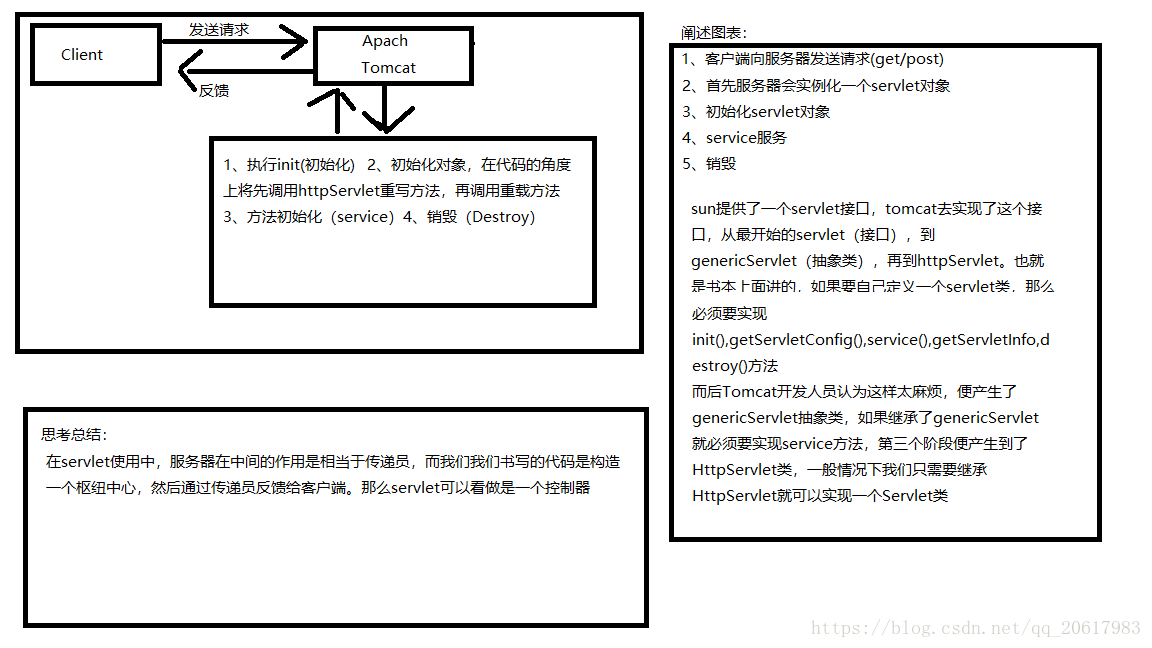 发送请求
Client
Apach
Tomcat
反馈
1、执行init(初始化) 2、初始化对象，在代码的角度
上将先调用httpServlet重写方法，再调用重载方法
3、方法初始化（service）4、销毁（Destroy）
思考总结：
在servlet使用中，服务器在中间的作用是相当于传递员，而我们我们书写的代码是构造
一个枢纽中心，然后通过传递员反馈给客户端。那么servlet可以看做是一个控制器
阐述图表：
1、客户端向服务器发送请求(get/post)
2、首先服务器会实例化一个servlet对象
3、初始化servlet对象
4、service服务
5、销毁
sun提供了一个servlet接口，tomcat去实现了这个接
口，从最开始的servlet（接口），到
genericServlet（抽象类），再到httpServlet。也就
是书本上面讲的，如果要自己定义一个servlet类，那么
必须要实现
init(),getServletConfig(),service(),getServletInfo,d
estroy()方法
而后Tomcat开发人员认为这样太麻烦，便产生了
genericServlet抽象类，如果继承了genericServlet
就必须要实现service方法，第三个阶段便产生到了
HttpServlet类，一般情况下我们只需要继承
HttpServlet就可以实现一个Servlet类
https://blog.csdn.net/qq_20617983